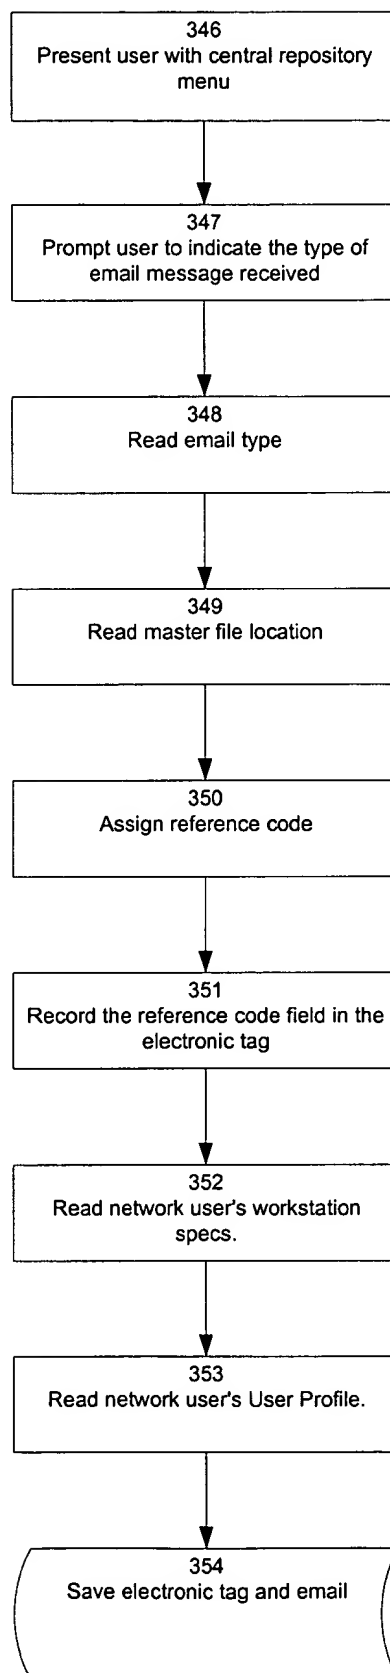 346
Present user with central repository
menu
347
Prompt user to indicate the type of
email message received
348
Read email type
349
Read master file location
350
Assign reference code
351
Record the reference code field in the
electronic tag
352
Read network user's workstation
specs.
353
Read network user's User Profile.
354
Save electronic tag and email